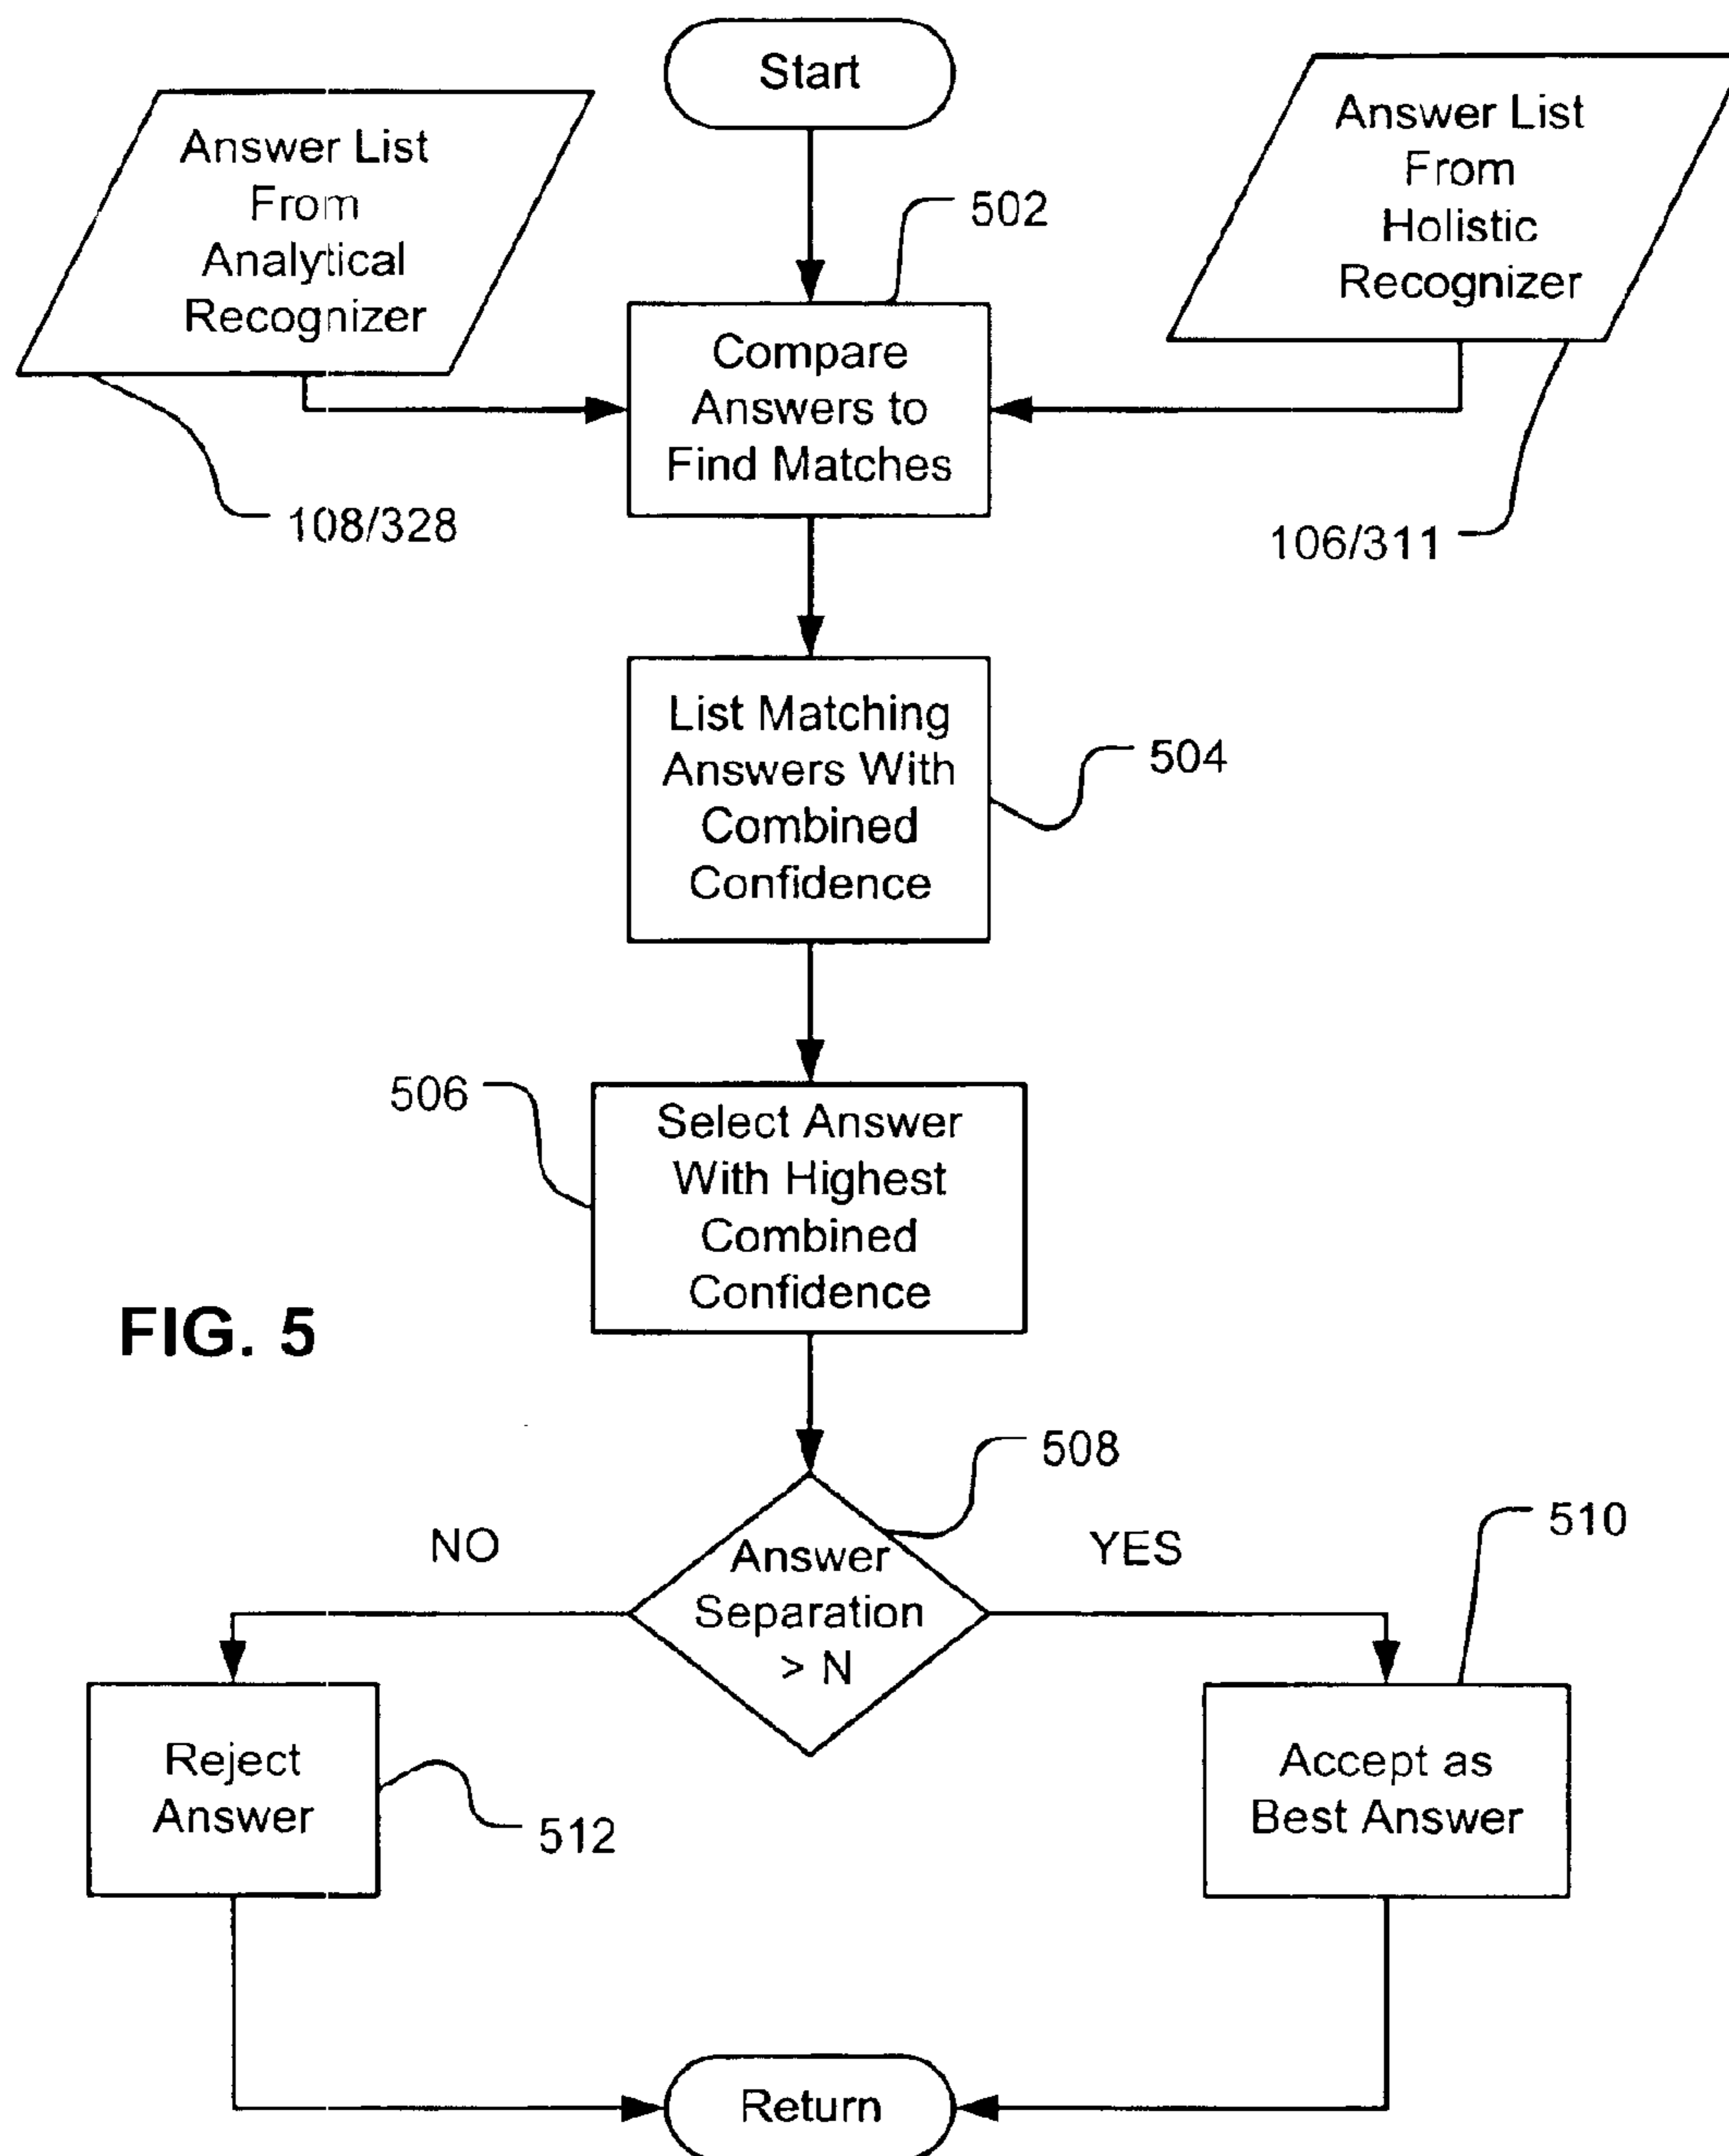 Start
Answer List
From
Analytical
Recognizer
Answer List
From
Holistic
Recognizer
502
Compare
Answers to
Find Matches
108/328
106/311
List Matching
Answers With
Combined
Confidence
504
506
Select Answer
With Highest
Combined
Confidence
FIG. 5
508
NO
Answer
Separation
> N
YES
510
Reject
Answer
512
Accept as
Best Answer
Return